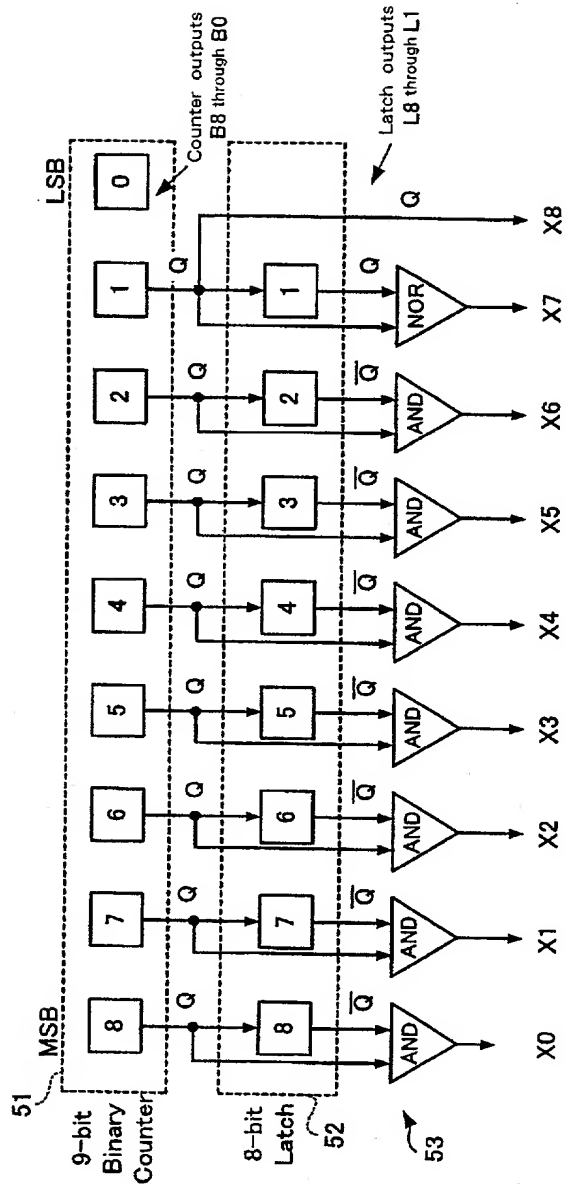 51
MSB
LSB
9-bit
Binary
Counter
8
7
6
5
4
3
2
1
0
Counter outputs
B8 through B0
Q
Q
Q
Q
Q
Q
Q
Q
8-bit
Latch
52
8
7
6
5
4
3
2
1
Latch outputs
L8 through L1
Q̅
Q̅
Q̅
Q̅
Q̅
Q̅
Q̅
Q
Q
53
AND
AND
AND
AND
AND
AND
AND
NOR
X0
X1
X2
X3
X4
X5
X6
X7
X8